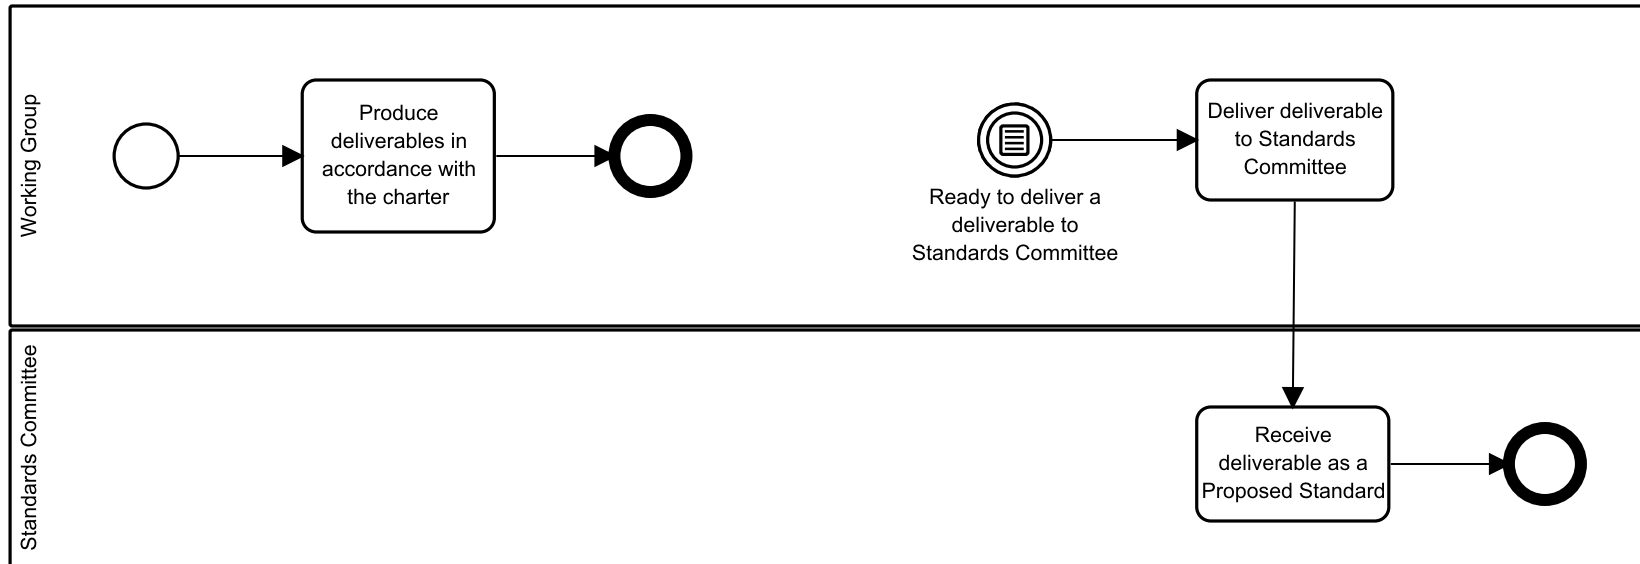 Working Group
Produce
deliverables in
accordance with
the charter
Ready to deliver a
deliverable to
Standards Committee
Deliver deliverable
to Standards
Committee
Standards Committee
Receive
deliverable as a
Proposed Standard